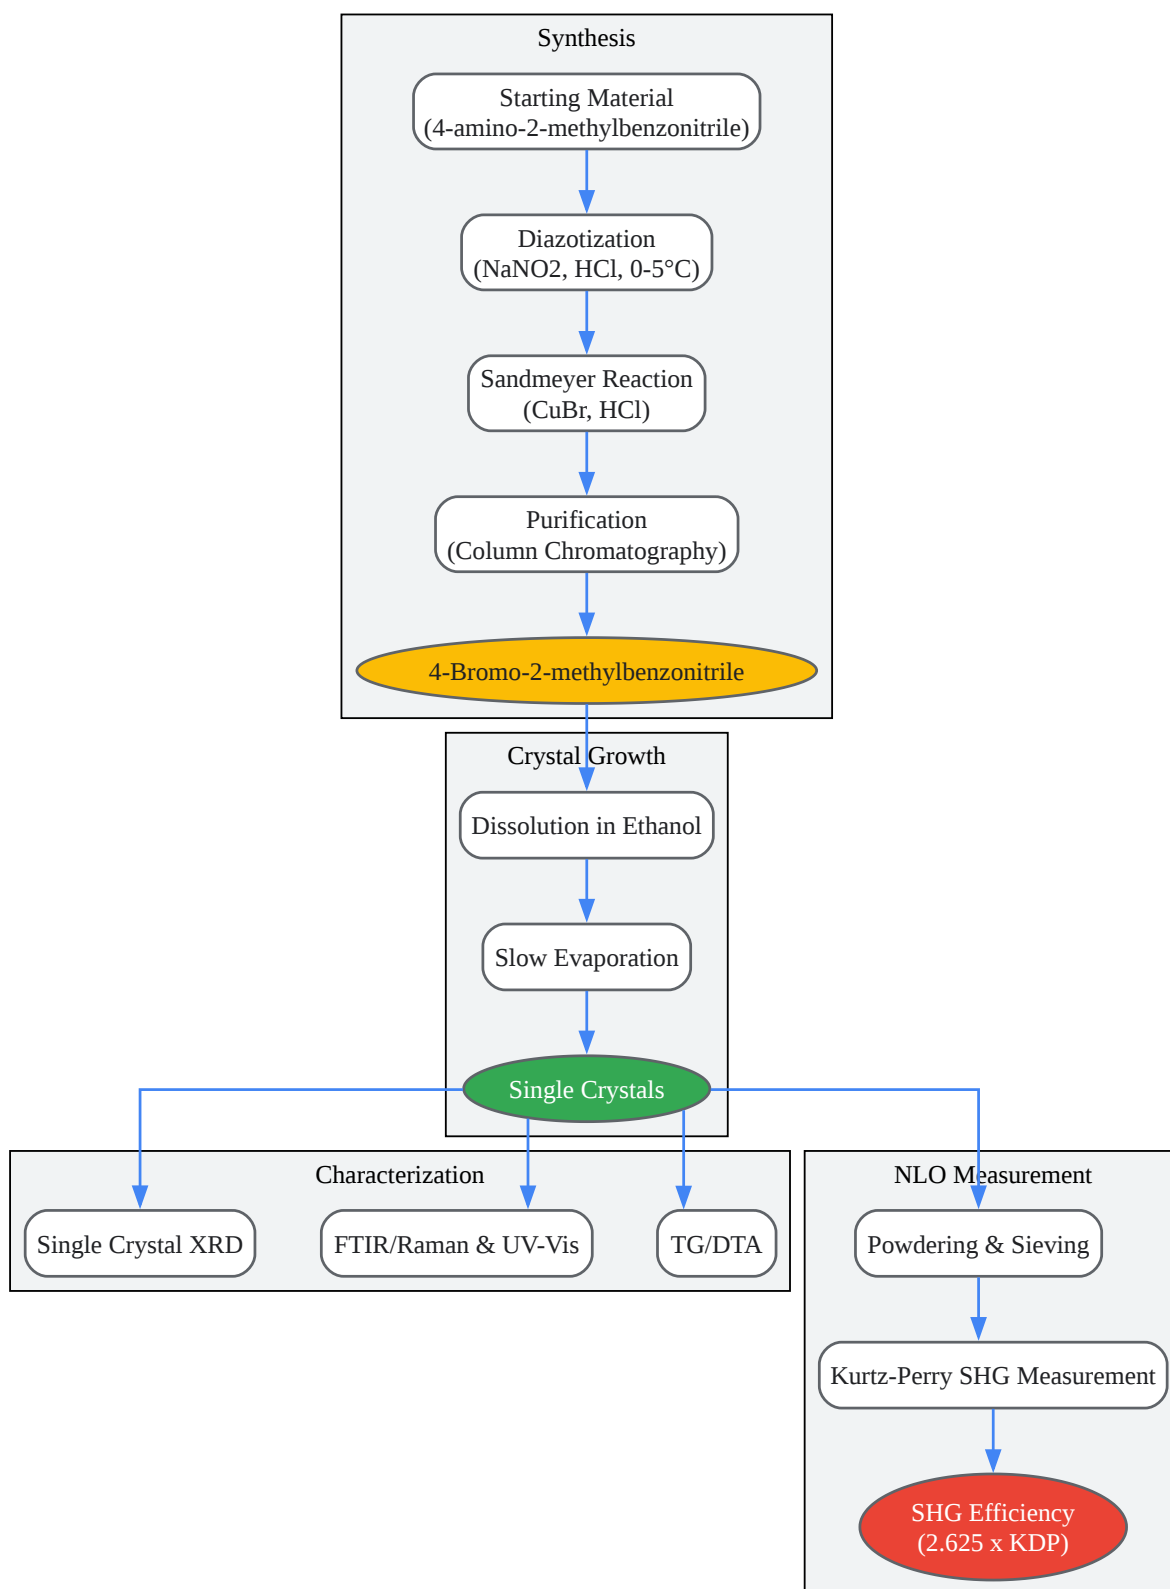 Synthesis
Starting Material
(4-amino-2-methylbenzonitrile)
Diazotization
(NaNO2, HCl, 0-5°C)
Sandmeyer Reaction
(CuBr, HCl)
Purification
(Column Chromatography)
4-Bromo-2-methylbenzonitrile
Crystal Growth
Dissolution in Ethanol
Slow Evaporation
Single Crystals
Characterization
Single Crystal XRD
FTIR/Raman & UV-Vis
TG/DTA
NLO Measurement
Powdering & Sieving
Kurtz-Perry SHG Measurement
SHG Efficiency
(2.625 x KDP)